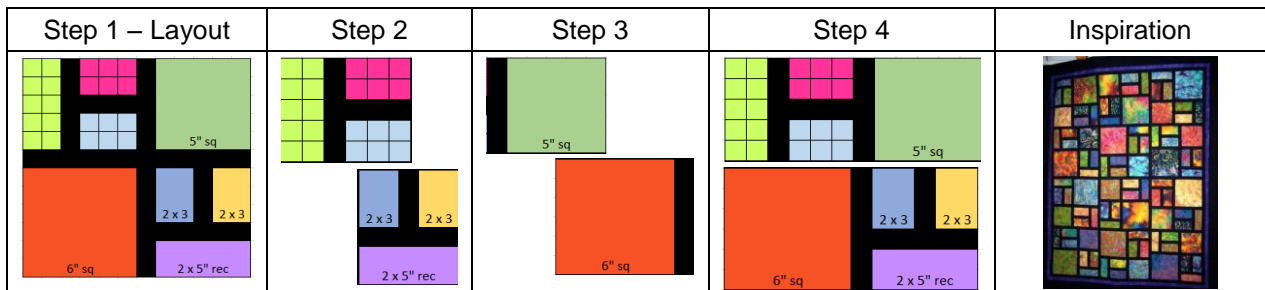 Step 1 – Layout
Step 2
Step 3
Step 4
Inspiration
5" sq
2 x 3
2 x 3
6" sq
2 x 5" rec
2 x 3
2 x 3
2 x 5" rec
5" sq
6" sq
5" sq
2 x 3
2 x 3
6" sq
2 x 5" rec